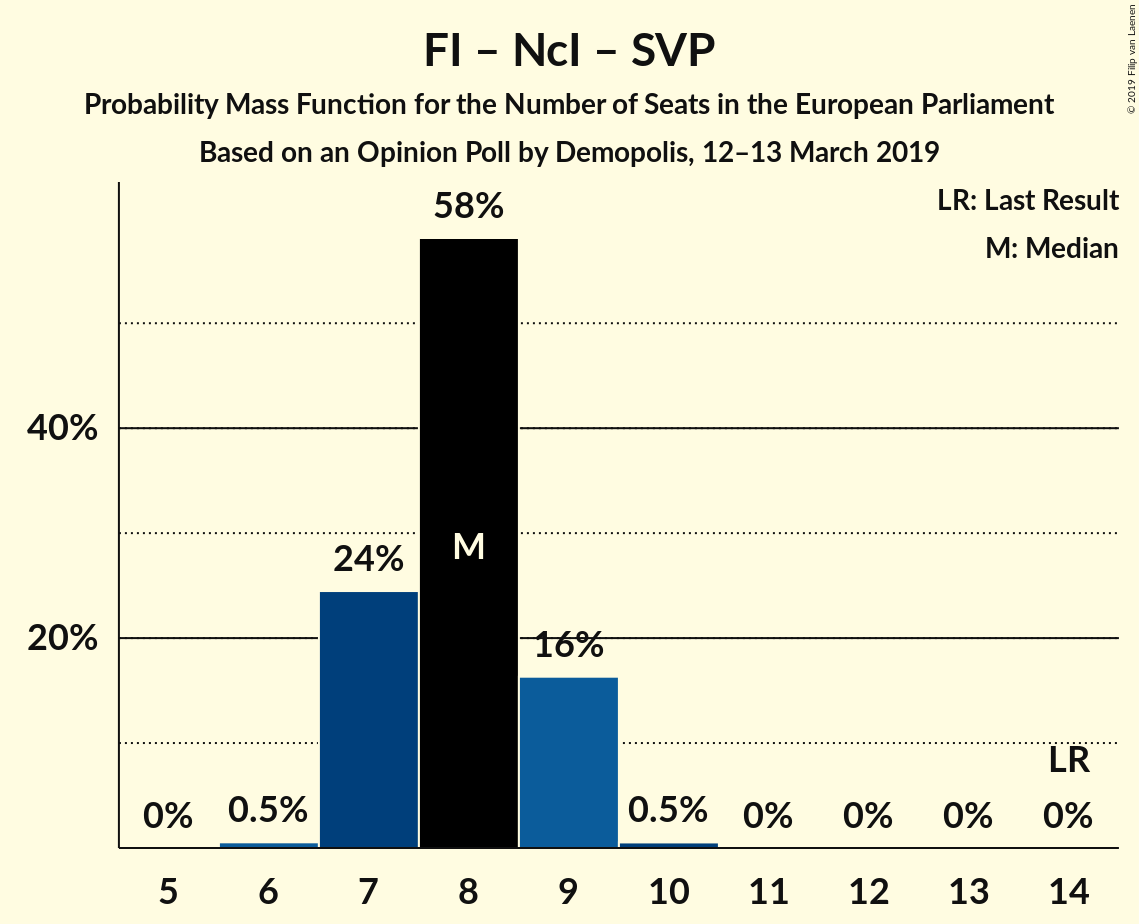 FI – NcI – SVP
Probability Mass Function for the Number of Seats in the European Parliament
Based on an Opinion Poll by Demopolis, 12–13 March 2019
© 2019 Filip van Laenen
LR: Last Result
M: Median
58%
40%
M
24%
20%
16%
LR
0% 0.5% 0.5% 0% 0% 0% 0%
5 6 7 8 9 10 11 12 13 14